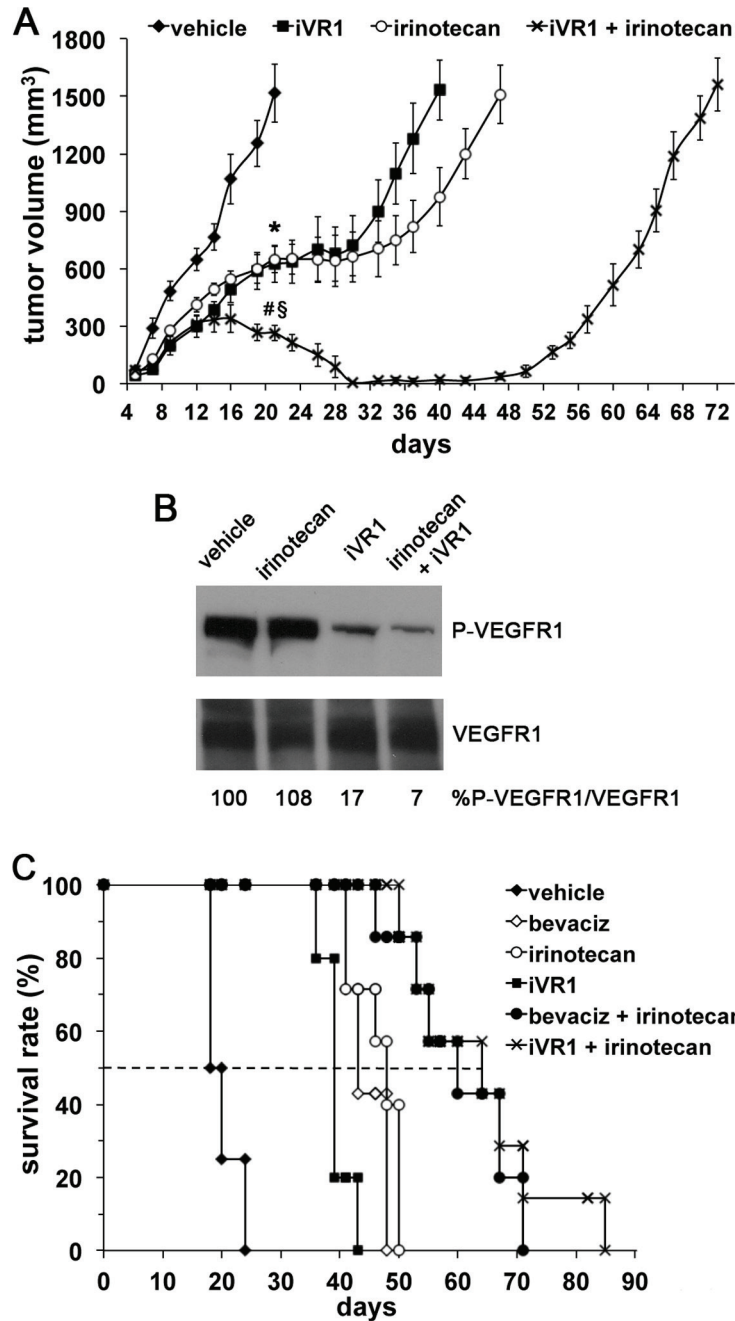 A
vehicle iVR1 irinotecan iVR1 + irinotecan
tumor volume (mm³)
1800
1500
1200
900
600
300
0
*
#§
4 8 12 16 20 24 28 32 36 40 44 48 52 56 60 64 68 72
days
B
vehicle irinotecan iVR1 irinotecan
+ iVR1
P-VEGFR1
VEGFR1
100 108 17 7 %P-VEGFR1/VEGFR1
C
survival rate (%)
100
80
60
40
20
0
vehicle
bevaciz
irinotecan
iVR1
bevaciz + irinotecan
iVR1 + irinotecan
0 10 20 30 40 50 60 70 80 90
days